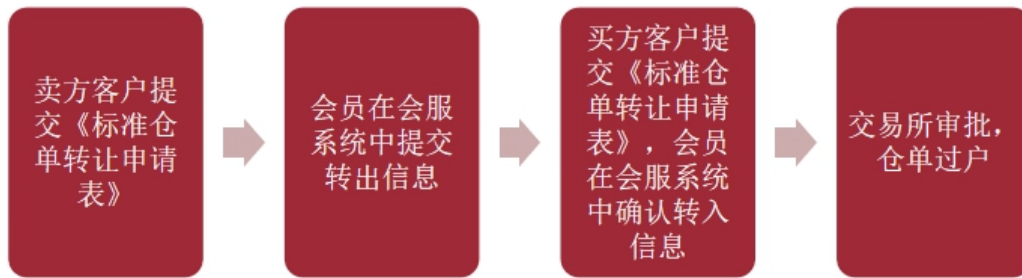 卖方客户提
交《标准仓
单转让申请
表》
会员在会服
系统中提交
转出信息
买方客户提
交《标准仓
单转让申请
表》，会员
在会服系统
中确认转入
信息
交易所审批，
仓单过户